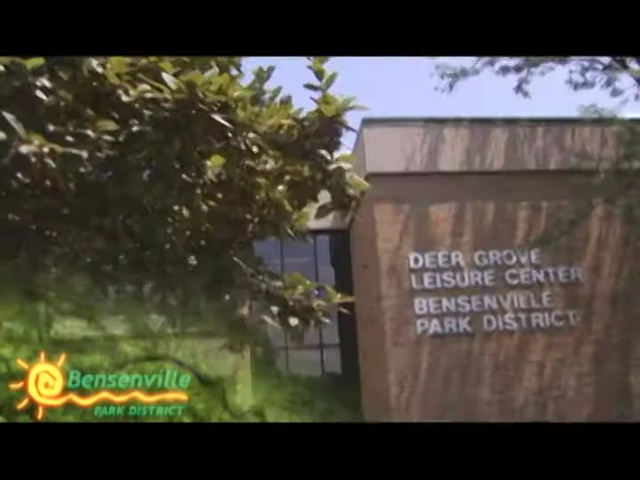 DEER GROVE
LEISURE CENTER
BENSENVILLE
PARK DISTRICT
Bensenville
PARK DISTRICT